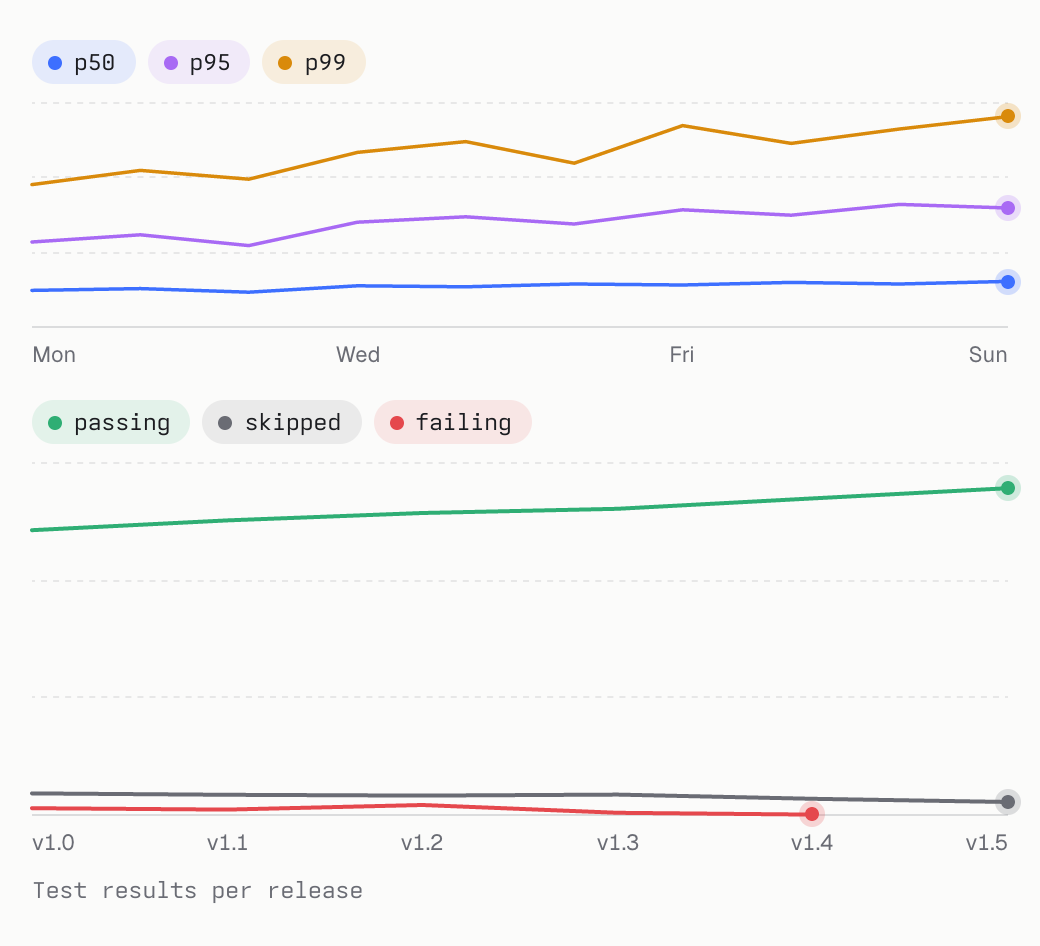 p50 p95 p99
Mon Wed Fri Sun
passing skipped failing
v1.0 v1.1 v1.2 v1.3 v1.4 v1.5
Test results per release